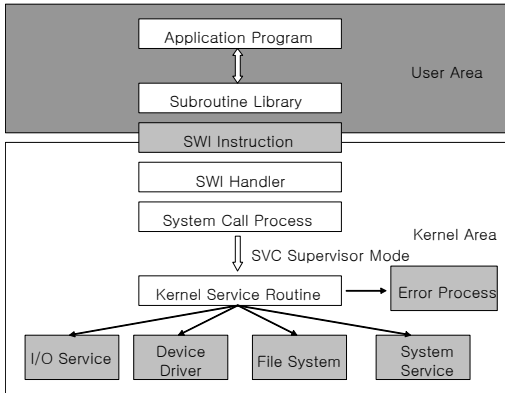 Application Program
User Area
Subroutine Library
SWI Instruction
SWI Handler
System Call Process
Kernel Area
SVC Supervisor Mode
Kernel Service Routine
Error Process
I/O Service
Device
Driver
File System
System
Service